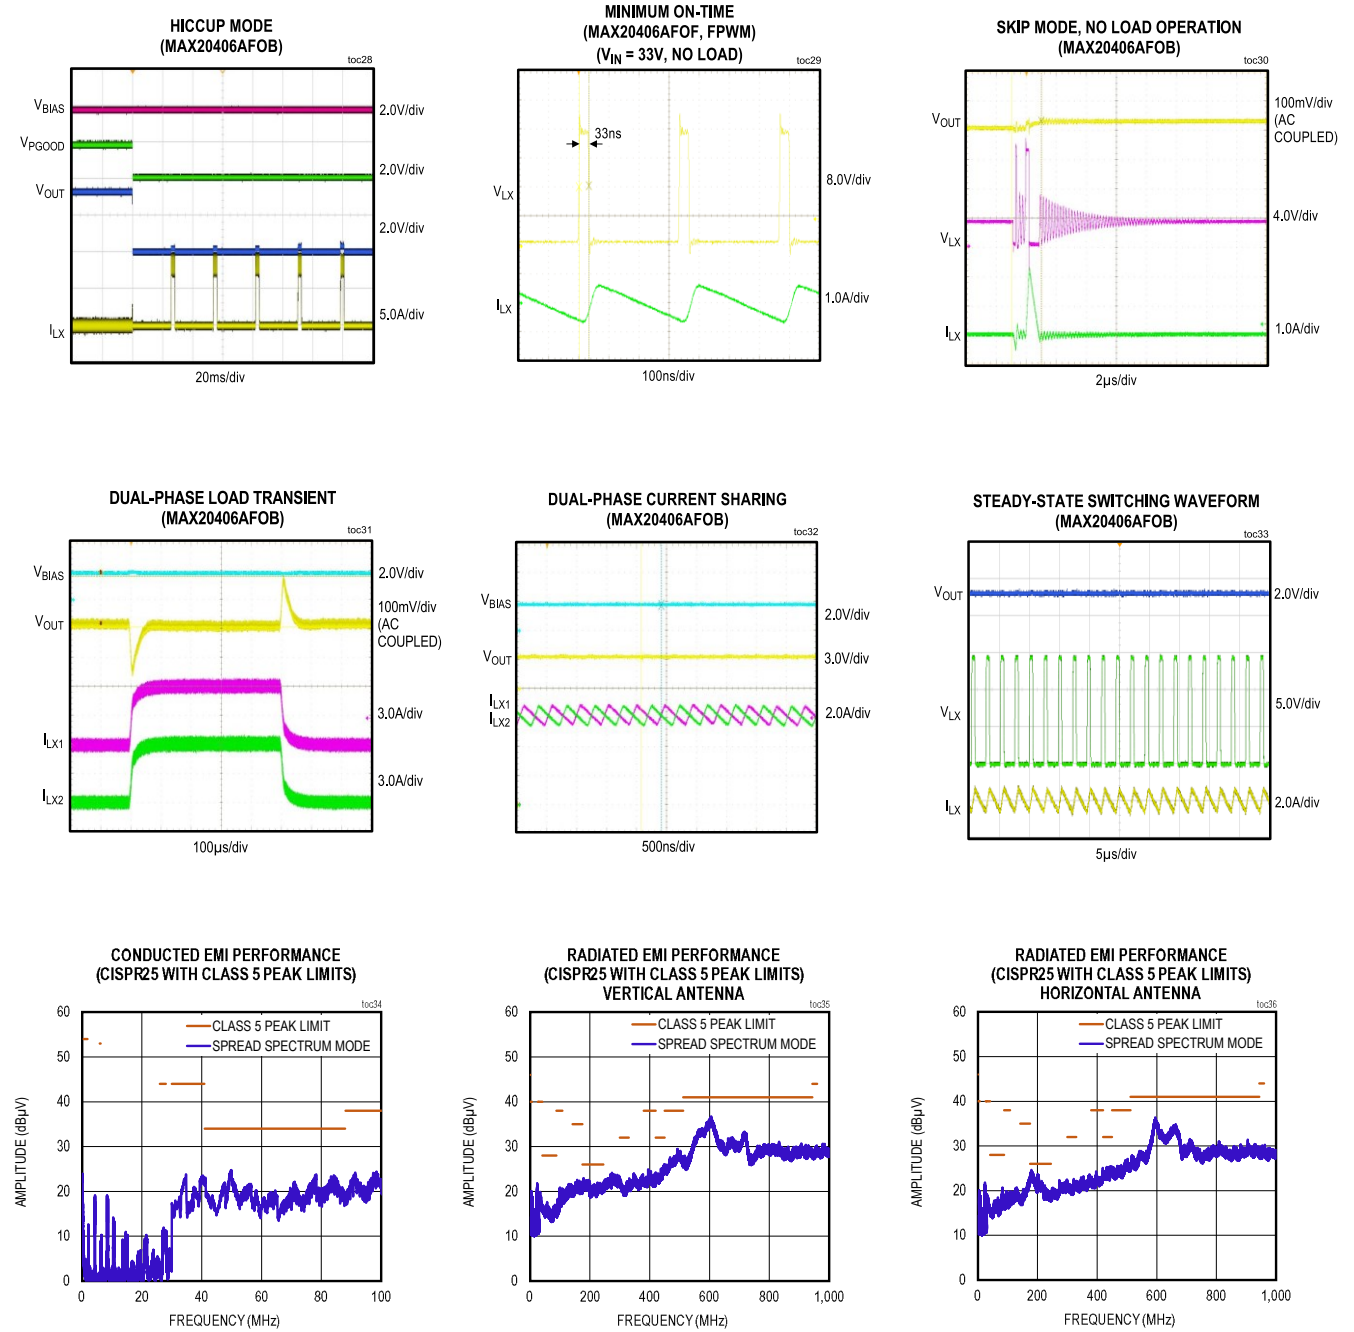 HICCUP MODE
(MAX20406AFOB)
toc28
VBIAS
2.0V/div
VPGOOD
2.0V/div
VOUT
2.0V/div
5.0A/div
ILX
20ms/div
MINIMUM ON-TIME
(MAX20406AFOF, FPWM)
(VIN = 33V, NO LOAD)
toc29
33ns
VLX
8.0V/div
ILX
1.0A/div
100ns/div
SKIP MODE, NO LOAD OPERATION
(MAX20406AFOB)
toc30
VOUT
100mV/div
(AC
COUPLED)
VLX
4.0V/div
ILX
1.0A/div
2µs/div
DUAL-PHASE LOAD TRANSIENT
(MAX20406AFOB)
toc31
VBIAS
2.0V/div
VOUT
100mV/div
(AC
COUPLED)
3.0A/div
ILX1
3.0A/div
ILX2
100µs/div
DUAL-PHASE CURRENT SHARING
(MAX20406AFOB)
toc32
VBIAS
2.0V/div
VOUT
3.0V/div
ILX1
ILX2
2.0A/div
500ns/div
STEADY-STATE SWITCHING WAVEFORM
(MAX20406AFOB)
toc33
VOUT
2.0V/div
VLX
5.0V/div
ILX
2.0A/div
5µs/div
CONDUCTED EMI PERFORMANCE
(CISPR25 WITH CLASS 5 PEAK LIMITS)
toc34
CLASS 5 PEAK LIMIT
SPREAD SPECTRUM MODE
AMPLITUDE (dBµV)
60
50
40
30
20
10
0
0 20 40 60 80 100
FREQUENCY (MHz)
RADIATED EMI PERFORMANCE
(CISPR25 WITH CLASS 5 PEAK LIMITS)
VERTICAL ANTENNA
toc35
CLASS 5 PEAK LIMIT
SPREAD SPECTRUM MODE
AMPLITUDE (dBµV)
60
50
40
30
20
10
0
0 200 400 600 800 1,000
FREQUENCY (MHz)
RADIATED EMI PERFORMANCE
(CISPR25 WITH CLASS 5 PEAK LIMITS)
HORIZONTAL ANTENNA
toc36
CLASS 5 PEAK LIMIT
SPREAD SPECTRUM MODE
AMPLITUDE (dBµV)
60
50
40
30
20
10
0
0 200 400 600 800 1,000
FREQUENCY (MHz)